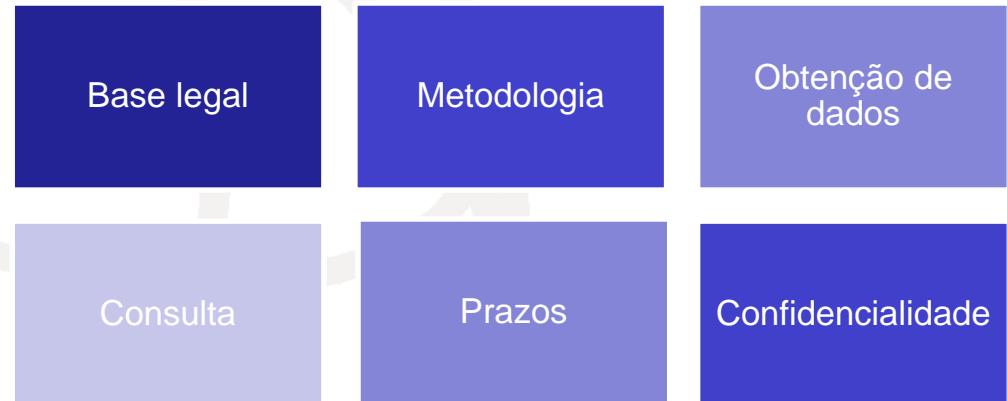 Base legal
Metodologia
Obtenção de
dados
Consulta
Prazos
Confidencialidade